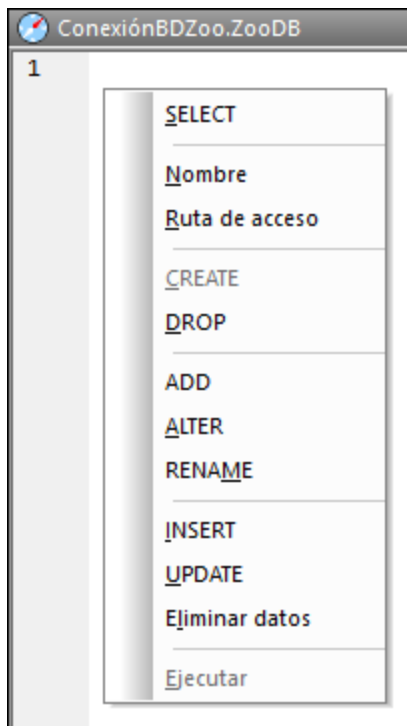 ConexiónBDZoo.ZooDB
1
SELECT
Nombre
Ruta de acceso
CREATE
DROP
ADD
ALTER
RENAME
INSERT
UPDATE
Eliminar datos
Ejecutar